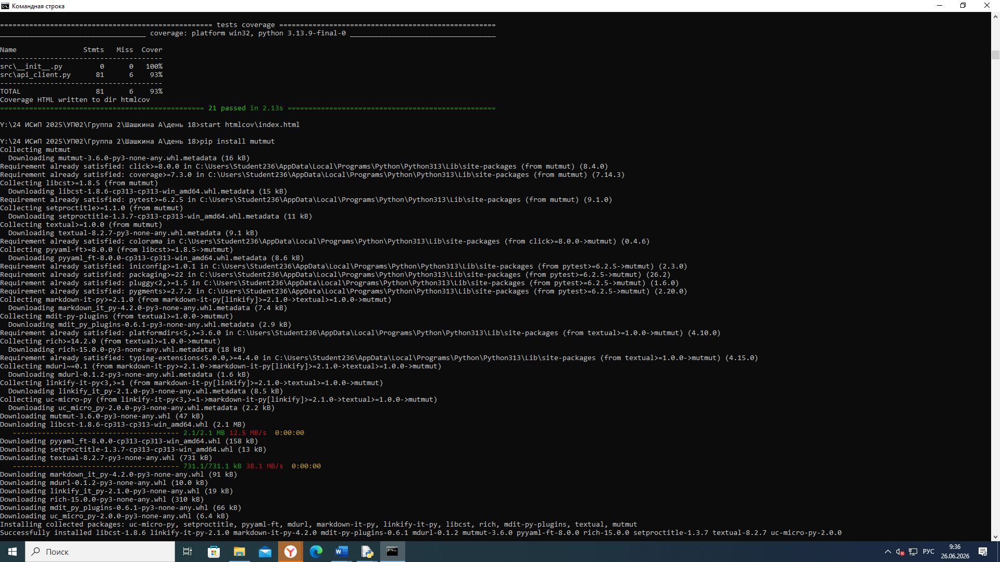 Командная строка
==================================================== tests coverage ====================================================
___________________________________ coverage: platform win32, python 3.13.9-final-0 ___________________________________
Name                Stmts   Miss  Cover
---------------------------------------
src\__init__.py         0      0   100%
src\api_client.py      81      6    93%
---------------------------------------
TOTAL                  81      6    93%
Coverage HTML written to dir htmlcov
================================================= 21 passed in 2.13s ==================================================
Y:\24 ИСиП 2025\УП02\Группа 2\Шашкина А\день 18>start htmlcov\index.html
Y:\24 ИСиП 2025\УП02\Группа 2\Шашкина А\день 18>pip install mutmut
Collecting mutmut
  Downloading mutmut-3.6.0-py3-none-any.whl.metadata (16 kB)
Requirement already satisfied: click>=8.0.0 in C:\Users\Student236\AppData\Local\Programs\Python\Python313\Lib\site-packages (from mutmut) (8.4.0)
Requirement already satisfied: coverage>=7.3.0 in C:\Users\Student236\AppData\Local\Programs\Python\Python313\Lib\site-packages (from mutmut) (7.14.3)
Collecting libcst>=1.8.5 (from mutmut)
  Downloading libcst-1.8.6-cp313-cp313-win_amd64.whl.metadata (15 kB)
Requirement already satisfied: pytest>=6.2.5 in C:\Users\Student236\AppData\Local\Programs\Python\Python313\Lib\site-packages (from mutmut) (9.1.0)
Collecting setproctitle>=1.1.0 (from mutmut)
  Downloading setproctitle-1.3.7-cp313-cp313-win_amd64.whl.metadata (11 kB)
Collecting textual>=1.0.0 (from mutmut)
  Downloading textual-8.2.7-py3-none-any.whl.metadata (9.1 kB)
Requirement already satisfied: colorama in C:\Users\Student236\AppData\Local\Programs\Python\Python313\Lib\site-packages (from click>=8.0.0->mutmut) (0.4.6)
Collecting pyyaml-ft>=8.0.0 (from libcst>=1.8.5->mutmut)
  Downloading pyyaml_ft-8.0.0-cp313-cp313-win_amd64.whl.metadata (8.6 kB)
Requirement already satisfied: iniconfig>=1.0.1 in C:\Users\Student236\AppData\Local\Programs\Python\Python313\Lib\site-packages (from pytest>=6.2.5->mutmut) (2.3.0)
Requirement already satisfied: packaging>=22 in C:\Users\Student236\AppData\Local\Programs\Python\Python313\Lib\site-packages (from pytest>=6.2.5->mutmut) (26.2)
Requirement already satisfied: pluggy<2,>=1.5 in C:\Users\Student236\AppData\Local\Programs\Python\Python313\Lib\site-packages (from pytest>=6.2.5->mutmut) (1.6.0)
Requirement already satisfied: pygments>=2.7.2 in C:\Users\Student236\AppData\Local\Programs\Python\Python313\Lib\site-packages (from pytest>=6.2.5->mutmut) (2.20.0)
Collecting markdown-it-py>=2.1.0 (from markdown-it-py[linkify]>=2.1.0->textual>=1.0.0->mutmut)
  Downloading markdown_it_py-4.2.0-py3-none-any.whl.metadata (7.4 kB)
Collecting mdit-py-plugins (from textual>=1.0.0->mutmut)
  Downloading mdit_py_plugins-0.6.1-py3-none-any.whl.metadata (2.9 kB)
Requirement already satisfied: platformdirs<5,>=3.6.0 in C:\Users\Student236\AppData\Local\Programs\Python\Python313\Lib\site-packages (from textual>=1.0.0->mutmut) (4.10.0)
Collecting rich>=14.2.0 (from textual>=1.0.0->mutmut)
  Downloading rich-15.0.0-py3-none-any.whl.metadata (18 kB)
Requirement already satisfied: typing-extensions<5.0.0,>=4.4.0 in C:\Users\Student236\AppData\Local\Programs\Python\Python313\Lib\site-packages (from textual>=1.0.0->mutmut) (4.15.0)
Collecting mdurl~=0.1 (from markdown-it-py>=2.1.0->markdown-it-py[linkify]>=2.1.0->textual>=1.0.0->mutmut)
  Downloading mdurl-0.1.2-py3-none-any.whl.metadata (1.6 kB)
Collecting linkify-it-py<3,>=1 (from markdown-it-py[linkify]>=2.1.0->textual>=1.0.0->mutmut)
  Downloading linkify_it_py-2.1.0-py3-none-any.whl.metadata (8.5 kB)
Collecting uc-micro-py (from linkify-it-py<3,>=1->markdown-it-py[linkify]>=2.1.0->textual>=1.0.0->mutmut)
  Downloading uc_micro_py-2.0.0-py3-none-any.whl.metadata (2.2 kB)
Downloading mutmut-3.6.0-py3-none-any.whl (47 kB)
Downloading libcst-1.8.6-cp313-cp313-win_amd64.whl (2.1 MB)
   ---------------------------------------- 2.1/2.1 MB 12.5 MB/s  0:00:00
Downloading pyyaml_ft-8.0.0-cp313-cp313-win_amd64.whl (158 kB)
Downloading setproctitle-1.3.7-cp313-cp313-win_amd64.whl (13 kB)
Downloading textual-8.2.7-py3-none-any.whl (731 kB)
   ---------------------------------------- 731.1/731.1 kB 38.1 MB/s  0:00:00
Downloading markdown_it_py-4.2.0-py3-none-any.whl (91 kB)
Downloading mdurl-0.1.2-py3-none-any.whl (10.0 kB)
Downloading linkify_it_py-2.1.0-py3-none-any.whl (19 kB)
Downloading rich-15.0.0-py3-none-any.whl (310 kB)
Downloading mdit_py_plugins-0.6.1-py3-none-any.whl (66 kB)
Downloading uc_micro_py-2.0.0-py3-none-any.whl (6.4 kB)
Installing collected packages: uc-micro-py, setproctitle, pyyaml-ft, mdurl, markdown-it-py, linkify-it-py, libcst, rich, mdit-py-plugins, textual, mutmut
Successfully installed libcst-1.8.6 linkify-it-py-2.1.0 markdown-it-py-4.2.0 mdit-py-plugins-0.6.1 mdurl-0.1.2 mutmut-3.6.0 pyyaml-ft-8.0.0 rich-15.0.0 setproctitle-1.3.7 textual-8.2.7 uc-micro-py-2.0.0
Поиск
РУС
9:36
26.06.2026